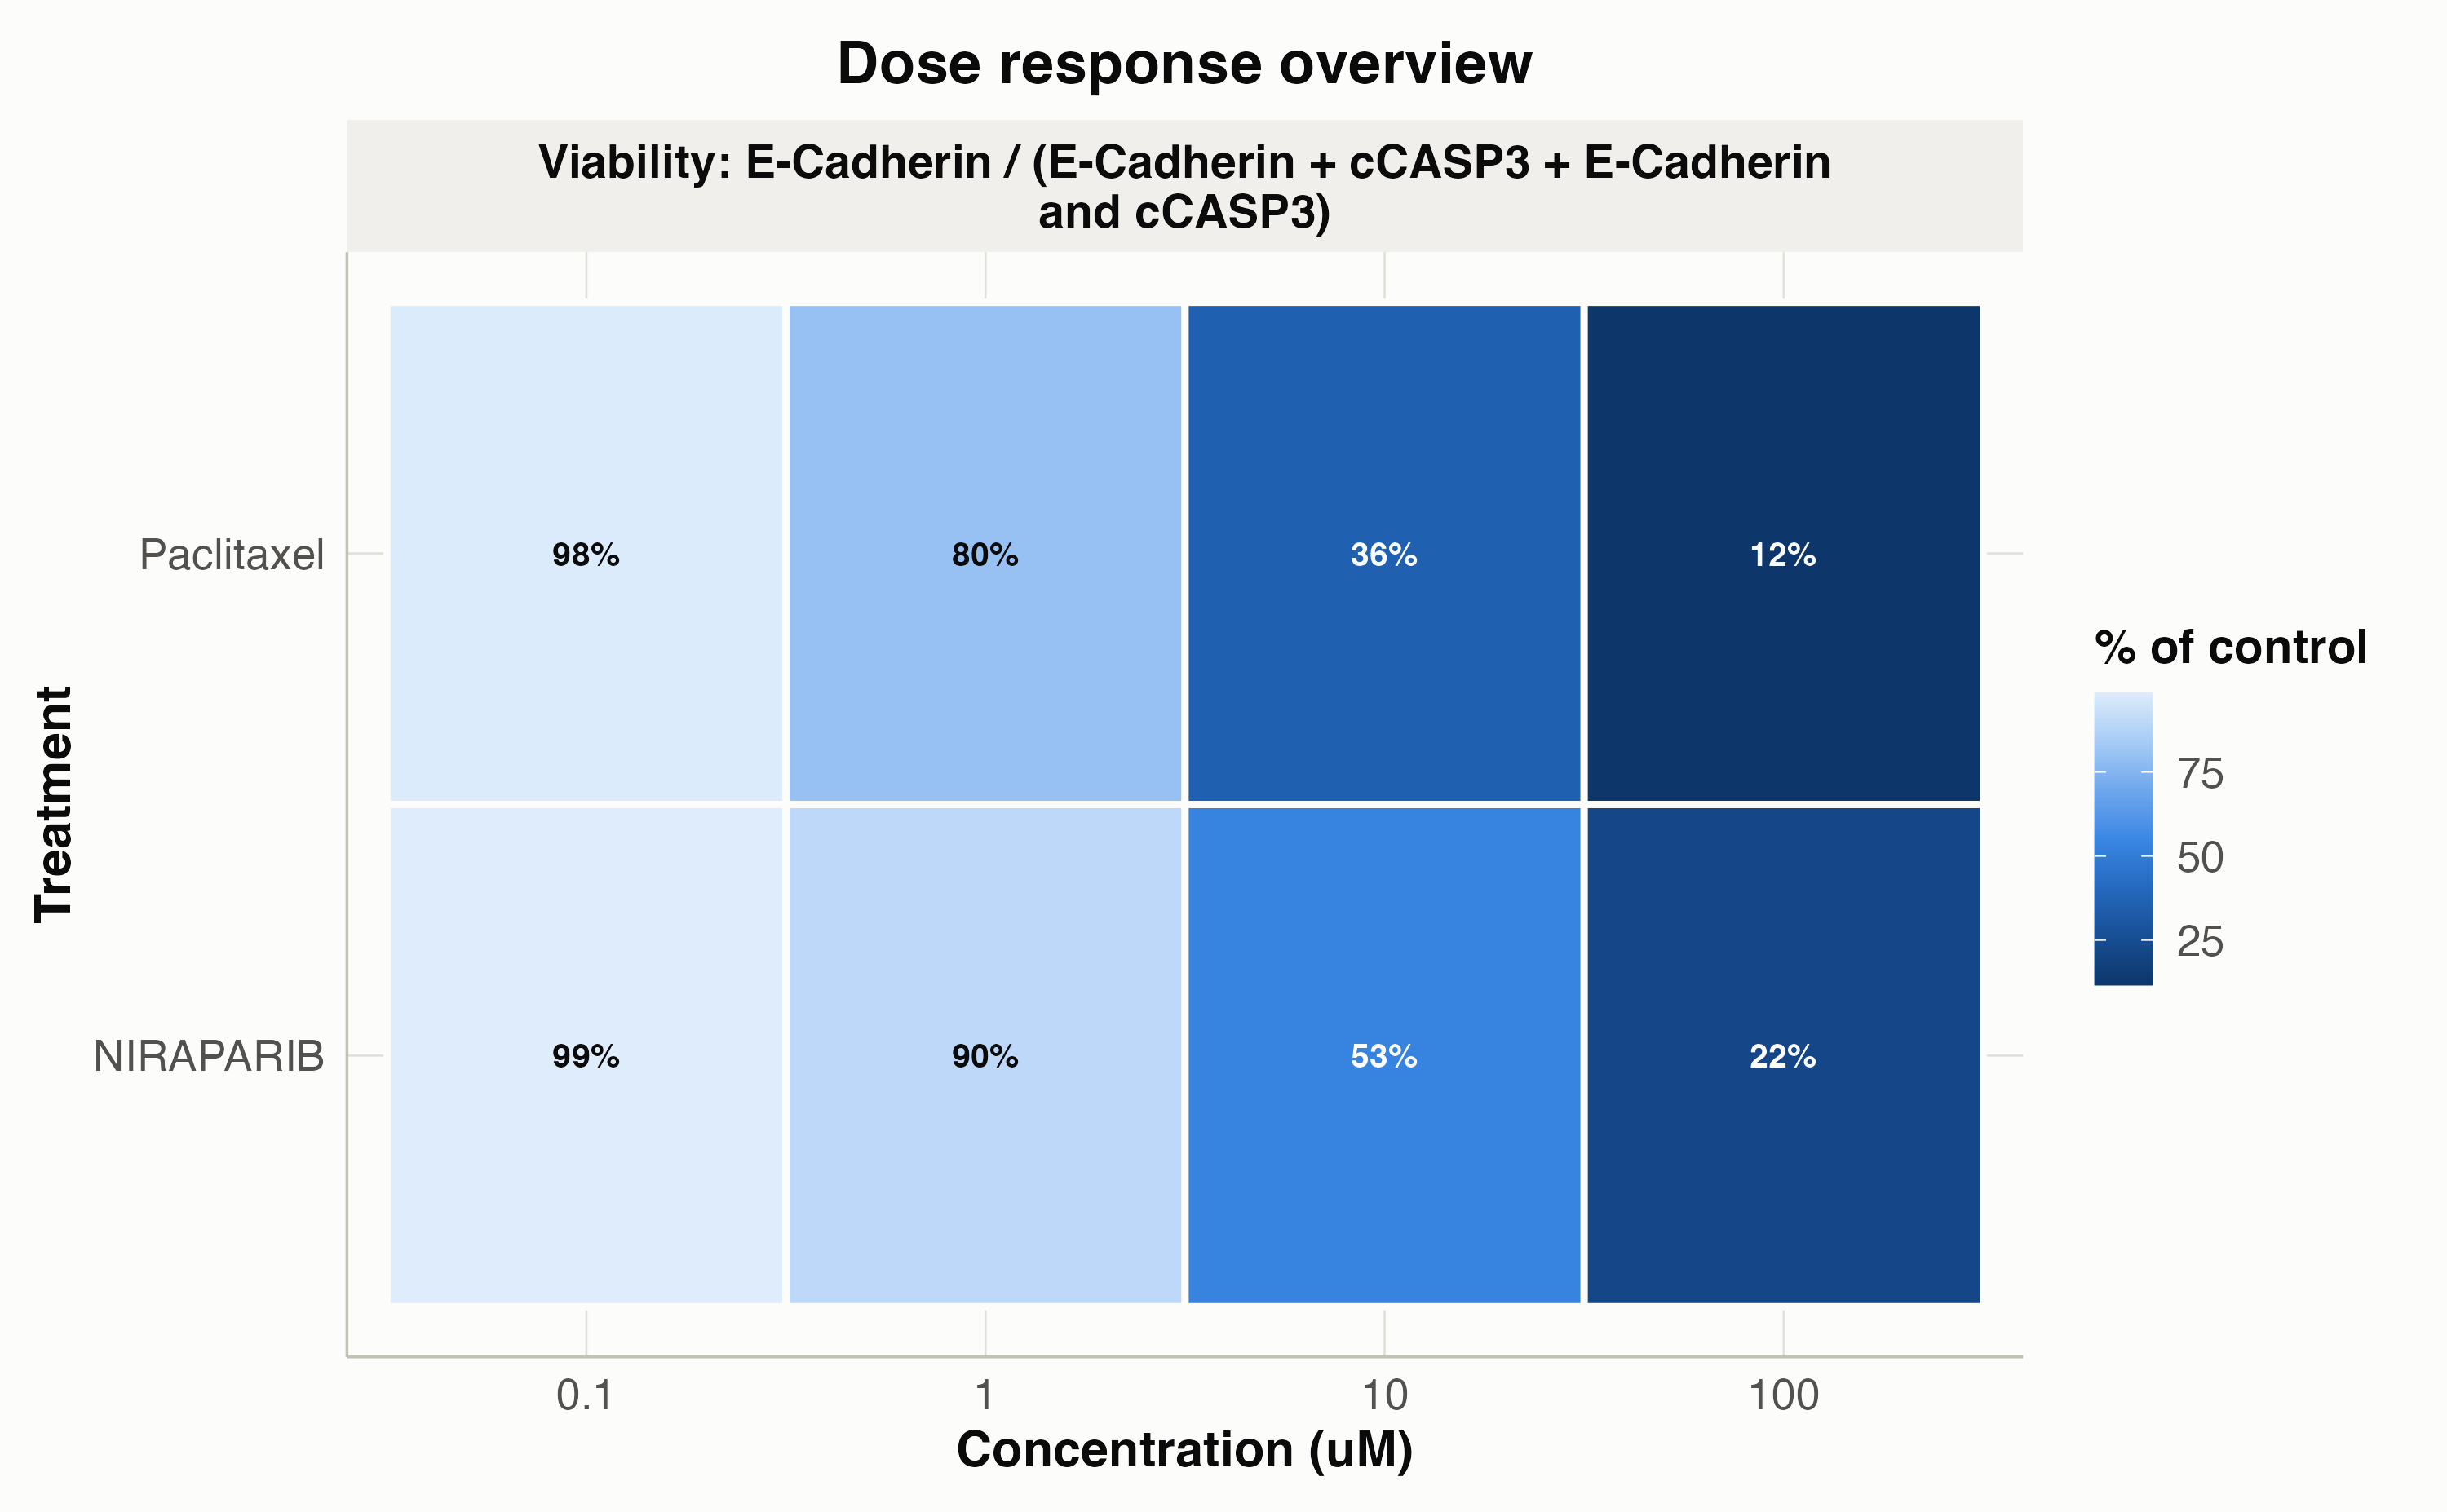 Dose response overview
Viability: E-Cadherin / (E-Cadherin + cCASP3 + E-Cadherin
and cCASP3)
Treatment
Paclitaxel
98%
80%
36%
12%
NIRAPARIB
99%
90%
53%
22%
0.1
1
10
100
Concentration (uM)
% of control
75
50
25